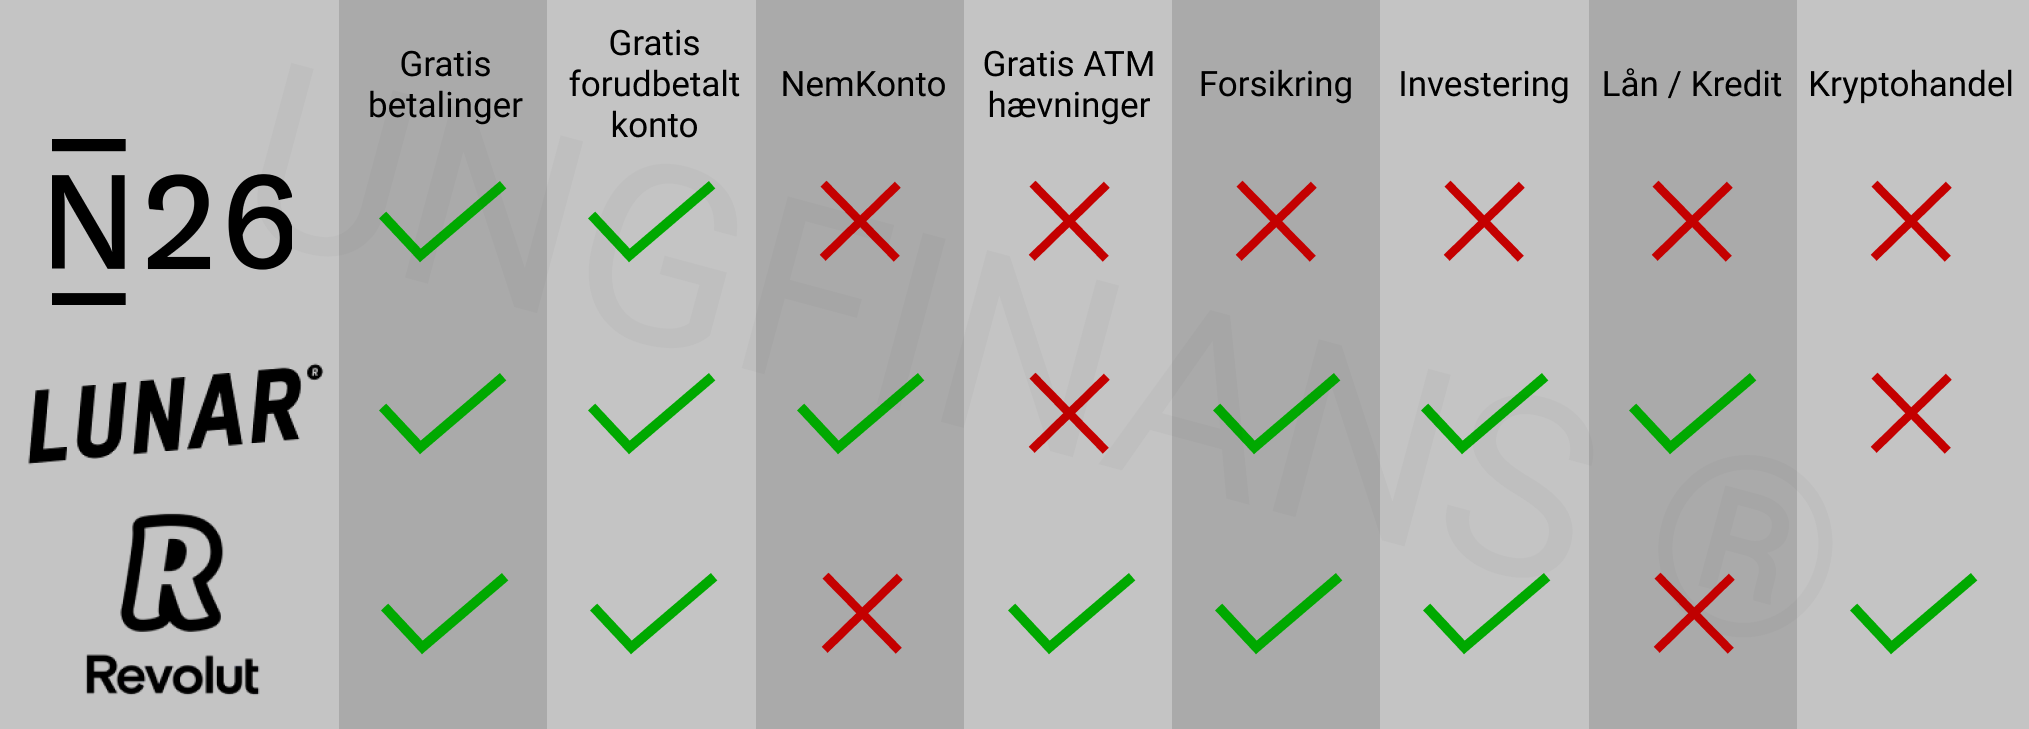 Gratis
betalinger
Gratis
forudbetalt
konto
NemKonto
Gratis ATM
hævninger
Forsikring
Investering
Lån / Kredit
Kryptohandel
N26
LUNAR®
R
Revolut
UNGFINANS ®